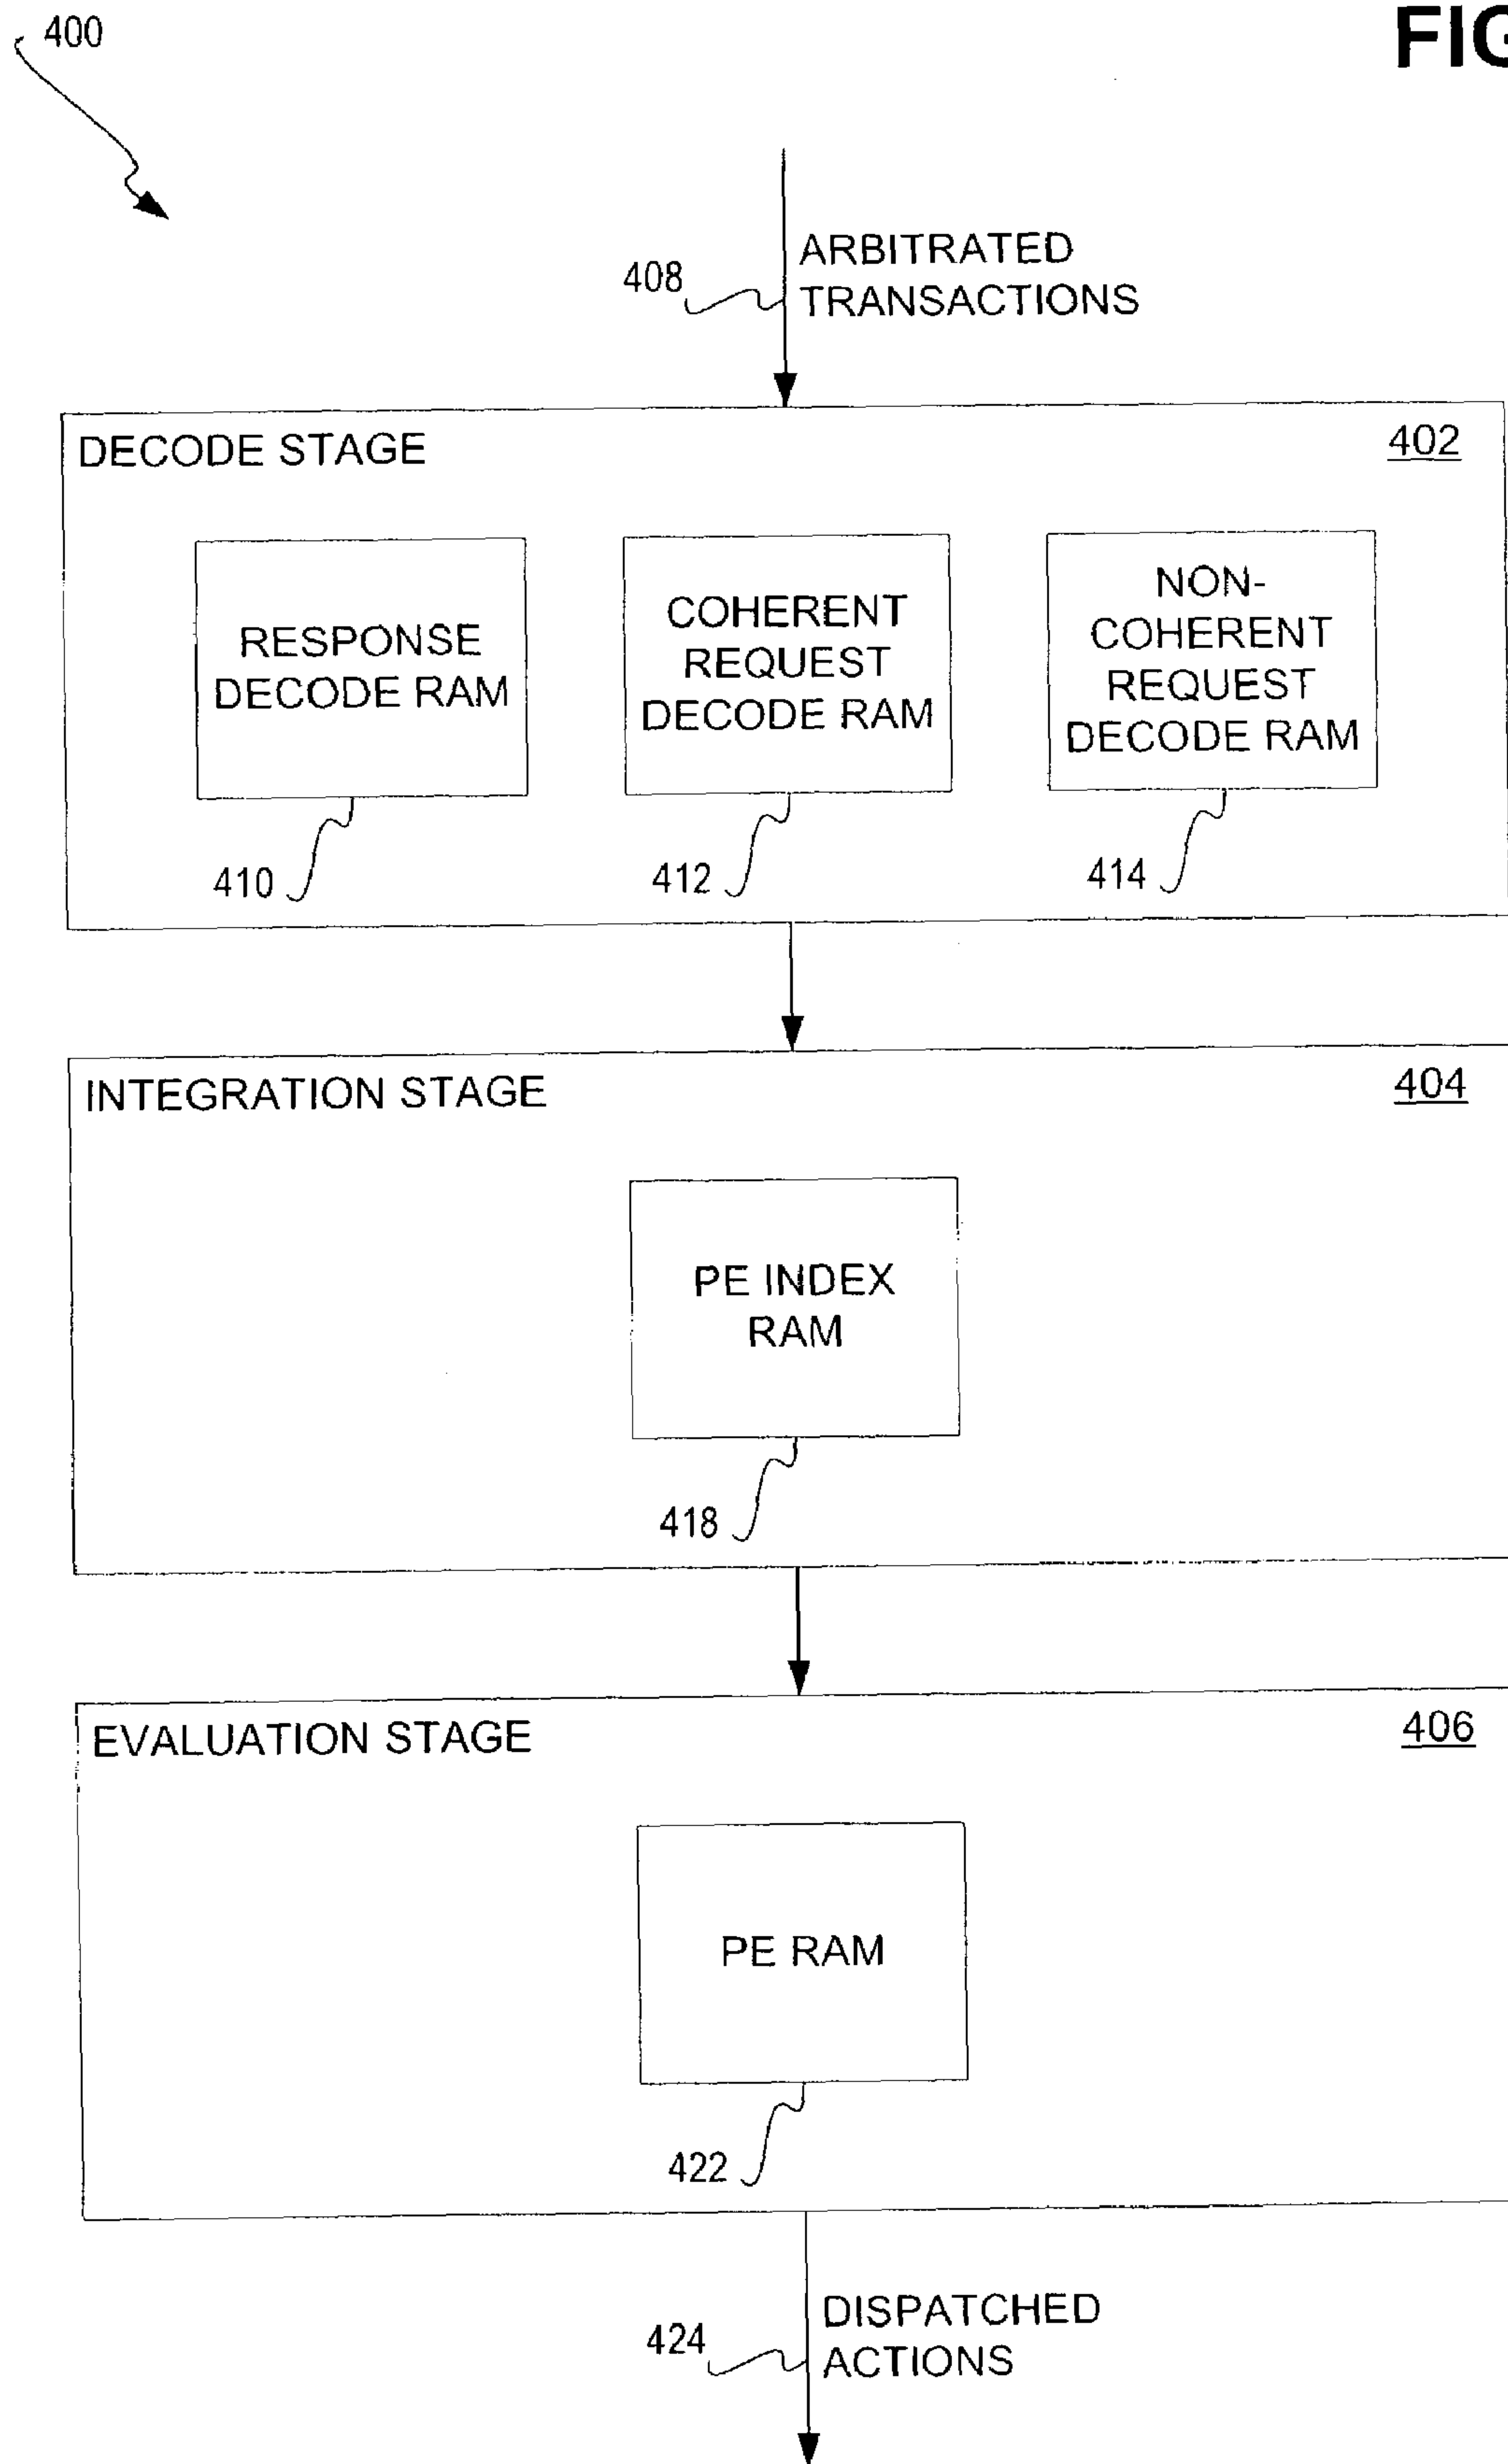 400
FIG
ARBITRATED
408
TRANSACTIONS
DECODE STAGE
402
RESPONSE
DECODE RAM
COHERENT
REQUEST
DECODE RAM
NON-
COHERENT
REQUEST
DECODE RAM
410
412
414
INTEGRATION STAGE
404
PE INDEX
RAM
418
EVALUATION STAGE
406
PE RAM
422
DISPATCHED
424
ACTIONS